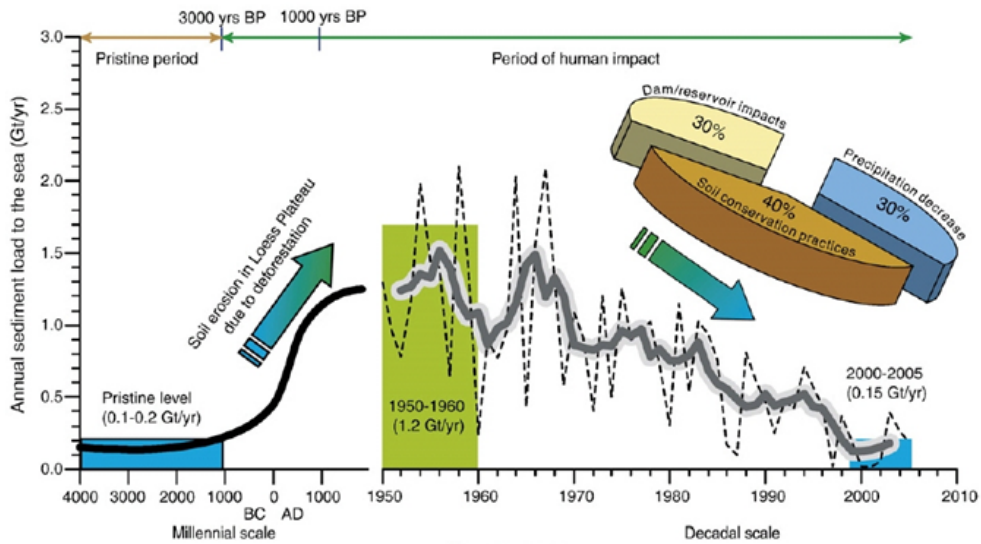 3000 yrs BP
1000 yrs BP
Pristine period
Period of human impact
Annual sediment load to the sea (Gt/yr)
3.0
2.5
2.0
1.5
1.0
0.5
0.0
Soil erosion in Loess Plateau
due to deforestation
Pristine level
(0.1-0.2 Gt/yr)
1950-1960
(1.2 Gt/yr)
2000-2005
(0.15 Gt/yr)
Dam/reservoir impacts
30%
40%
Soil conservation practices
Precipitation decrease
30%
4000 3000 2000 1000 0 1000
BC AD
Millennial scale
1950 1960 1970 1980 1990 2000 2010
Decadal scale